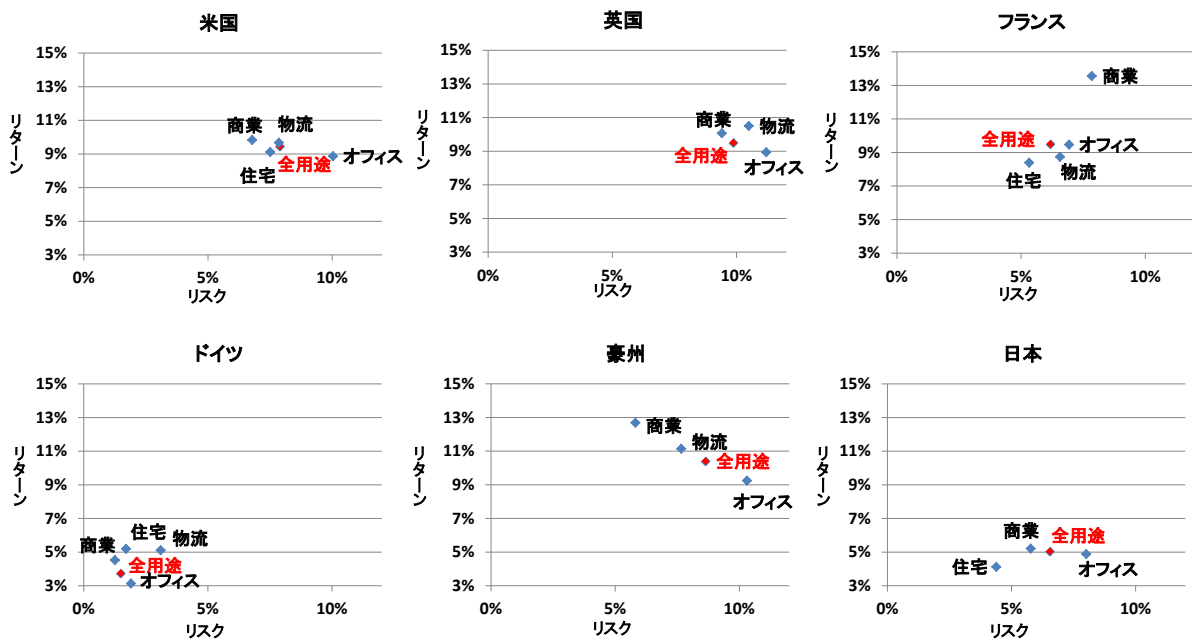 米国
15%
13%
11%
9%
7%
5%
3%
リターン
商業
物流
全用途
オフィス
住宅
0%
5%
10%
リスク
英国
15%
13%
11%
9%
7%
5%
3%
リターン
商業
物流
全用途
オフィス
0%
5%
10%
リスク
フランス
15%
13%
11%
9%
7%
5%
3%
リターン
商業
全用途
オフィス
住宅
物流
0%
5%
10%
リスク
ドイツ
15%
13%
11%
9%
7%
5%
3%
リターン
住宅
物流
商業
全用途
オフィス
0%
5%
10%
リスク
豪州
15%
13%
11%
9%
7%
5%
3%
リターン
商業
物流
全用途
オフィス
0%
5%
10%
リスク
日本
15%
13%
11%
9%
7%
5%
3%
リターン
商業
全用途
住宅
オフィス
0%
5%
10%
リスク